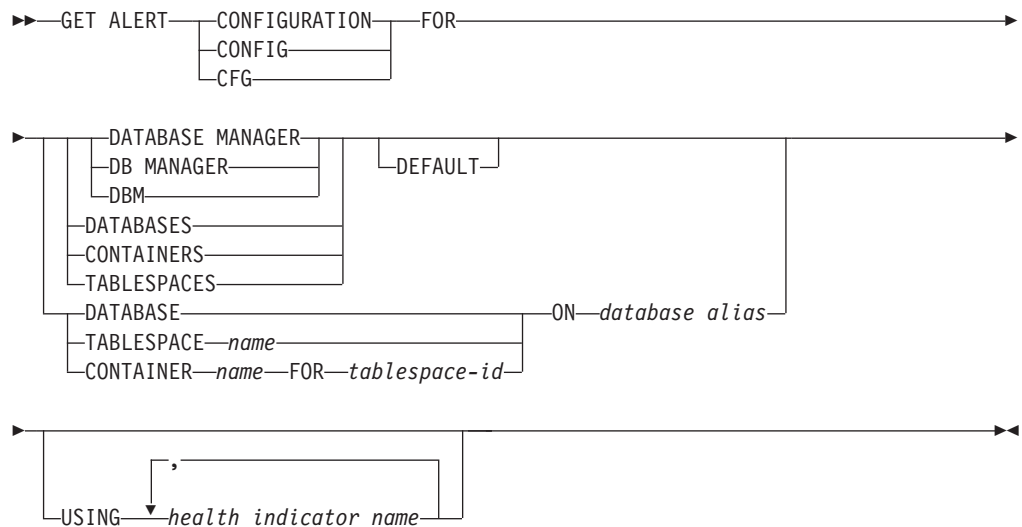 GET ALERT CONFIGURATION FOR
CONFIG
CFG
DATABASE MANAGER
DB MANAGER DEFAULT
DBM
DATABASES
CONTAINERS
TABLESPACES
DATABASE ON database alias
TABLESPACE name
CONTAINER name FOR tablespace-id
,
USING health indicator name